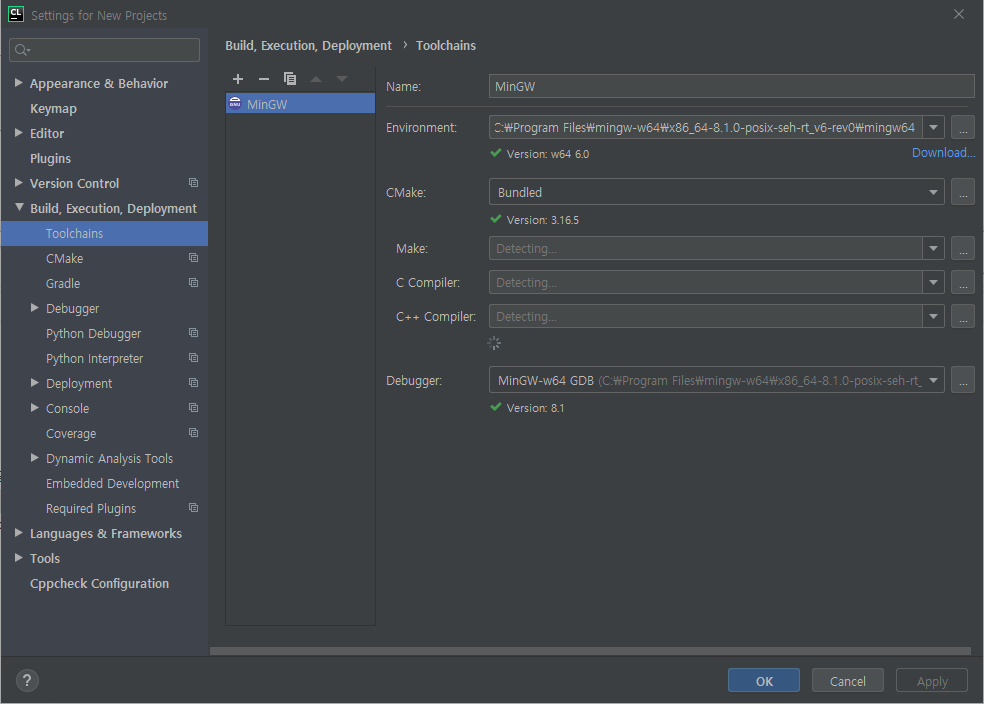 CL Settings for New Projects
Build, Execution, Deployment › Toolchains
Appearance & Behavior
Keymap
Editor
Plugins
Version Control
Build, Execution, Deployment
Toolchains
CMake
Gradle
Debugger
Python Debugger
Python Interpreter
Deployment
Console
Coverage
Dynamic Analysis Tools
Embedded Development
Required Plugins
Languages & Frameworks
Tools
Cppcheck Configuration
MinGW
Name: MinGW
Environment: C:₩Program Files₩mingw-w64₩x86_64-8.1.0-posix-seh-rt_v6-rev0₩mingw64 ...
Version: w64 6.0 Download...
CMake: Bundled ...
Version: 3.16.5
Make: Detecting... ...
C Compiler: Detecting... ...
C++ Compiler: Detecting... ...
Debugger: MinGW-w64 GDB (C:₩Program Files₩mingw-w64₩x86_64-8.1.0-posix-seh-rt_ ...
Version: 8.1
? OK Cancel Apply